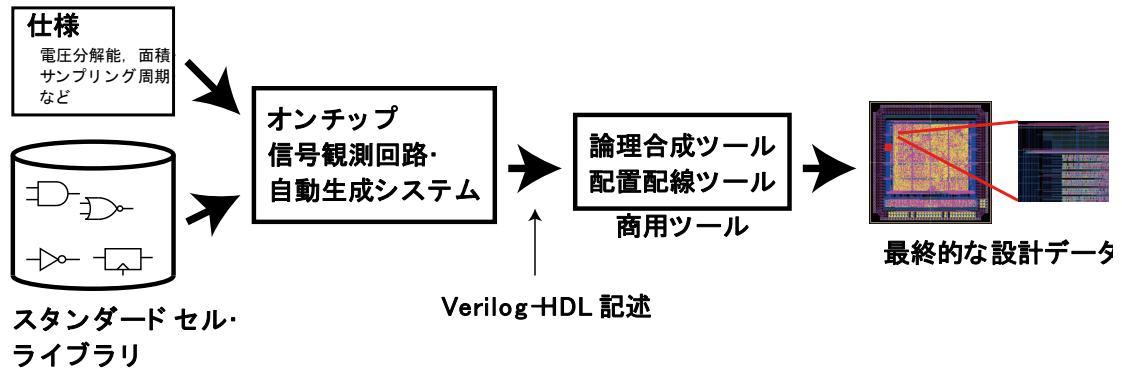 仕様
電圧分解能, 面積・
サンプリング周期
など
オンチップ
信号観測回路・
自動生成システム
論理合成ツール
配置配線ツール
商用ツール
最終的な設計データ
Verilog-HDL 記述
スタンダード セル・
ライブラリ